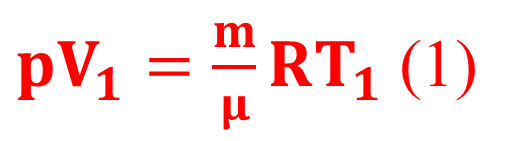 pV₁ = m/μ RT₁ (1)